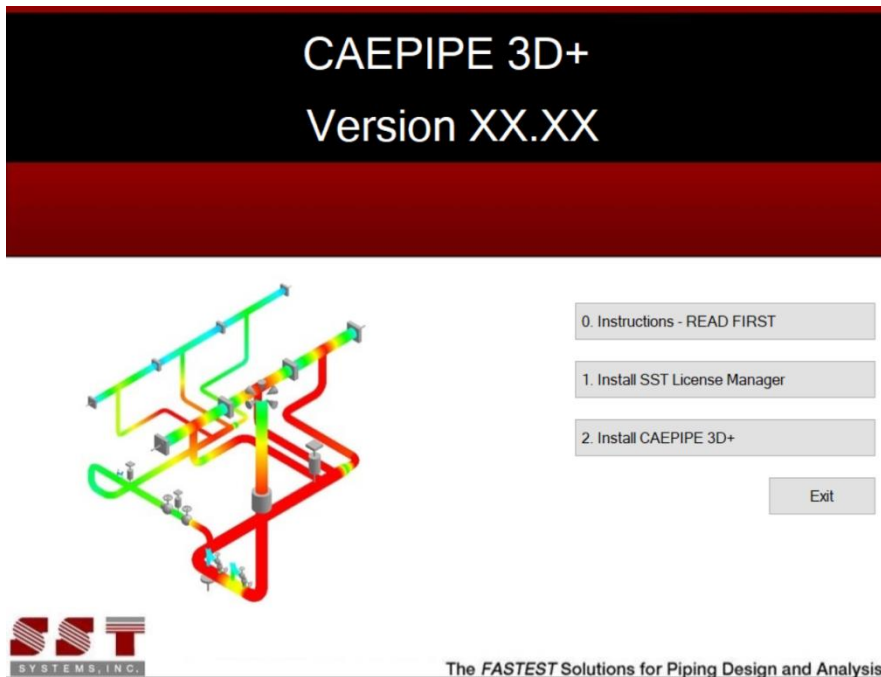 CAEPIPE 3D+
Version XX.XX
0. Instructions - READ FIRST
1. Install SST License Manager
2. Install CAEPIPE 3D+
Exit
SST
SYSTEMS, INC.
The FASTEST Solutions for Piping Design and Analysis